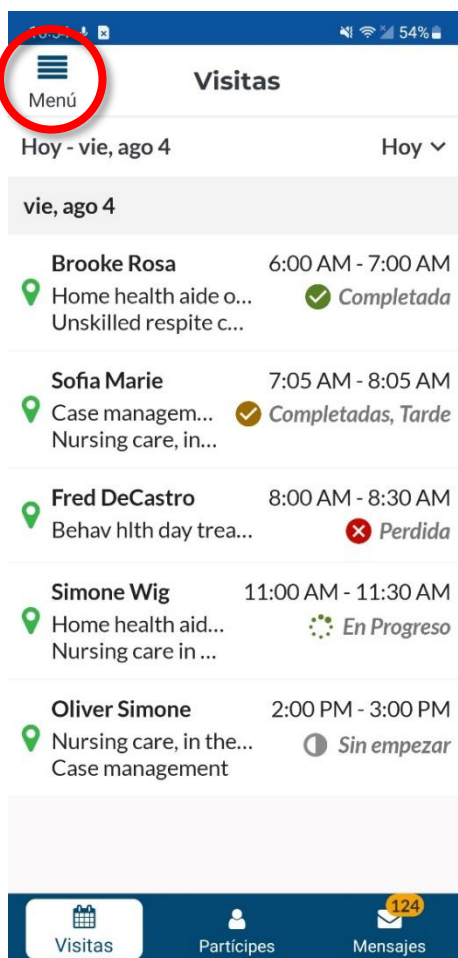 54%
Menú
Visitas
Hoy - vie, ago 4
Hoy
vie, ago 4
Brooke Rosa 6:00 AM - 7:00 AM
Home health aide o... Completada
Unskilled respite c...
Sofia Marie 7:05 AM - 8:05 AM
Case managem... Completadas, Tarde
Nursing care, in...
Fred DeCastro 8:00 AM - 8:30 AM
Behav hlth day trea... Perdida
Simone Wig 11:00 AM - 11:30 AM
Home health aid... En Progreso
Nursing care in ...
Oliver Simone 2:00 PM - 3:00 PM
Nursing care, in the... Sin empezar
Case management
124
Visitas Partícipes Mensajes